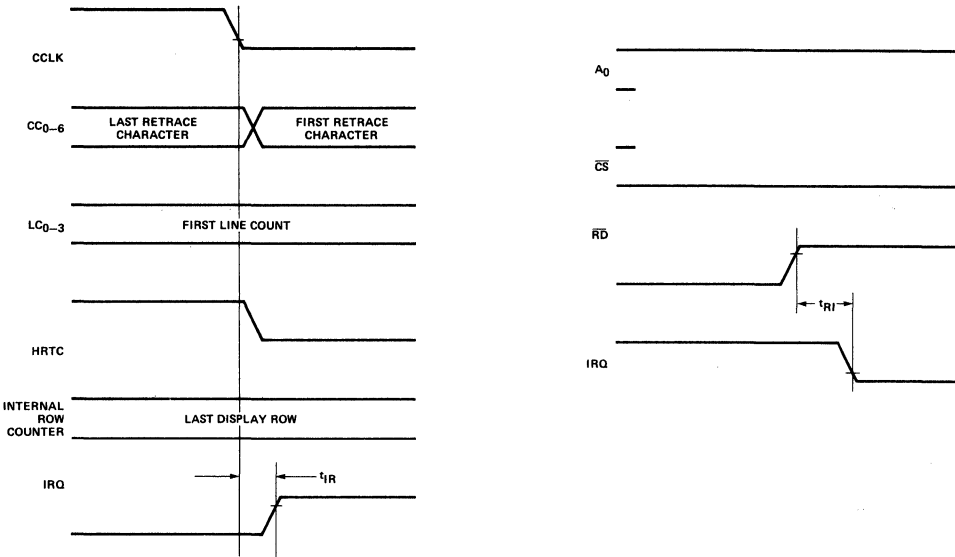 CCLK
CC0–6
LAST RETRACE
CHARACTER
FIRST RETRACE
CHARACTER
LC0–3
FIRST LINE COUNT
HRTC
INTERNAL
ROW
COUNTER
LAST DISPLAY ROW
IRQ
tIR
A0
CS
RD
tRI
IRQ